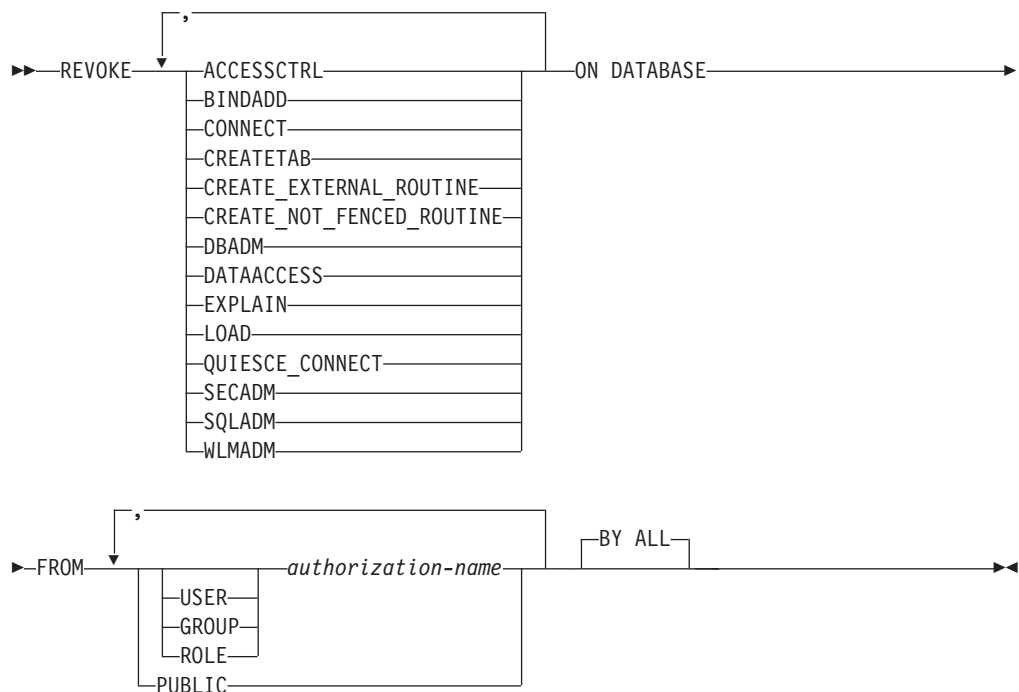 ,
REVOKE ACCESSCTRL ON DATABASE
BINDADD
CONNECT
CREATETAB
CREATE_EXTERNAL_ROUTINE
CREATE_NOT_FENCED_ROUTINE
DBADM
DATAACCESS
EXPLAIN
LOAD
QUIESCE_CONNECT
SECADM
SQLADM
WLMADM
,
BY ALL
FROM authorization-name
USER
GROUP
ROLE
PUBLIC